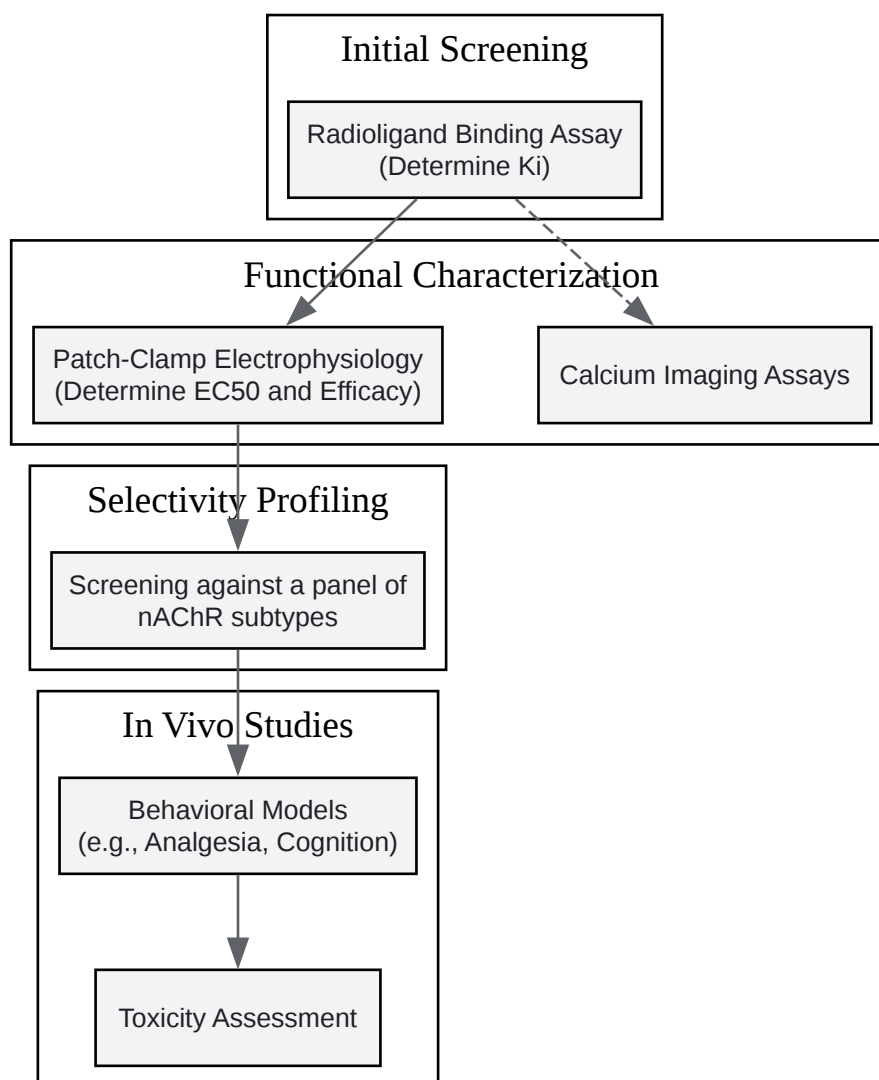 Initial Screening
Radioligand Binding Assay
(Determine Ki)
Functional Characterization
Patch-Clamp Electrophysiology
(Determine EC50 and Efficacy)
Calcium Imaging Assays
Selectivity Profiling
Screening against a panel of
nAChR subtypes
In Vivo Studies
Behavioral Models
(e.g., Analgesia, Cognition)
Toxicity Assessment